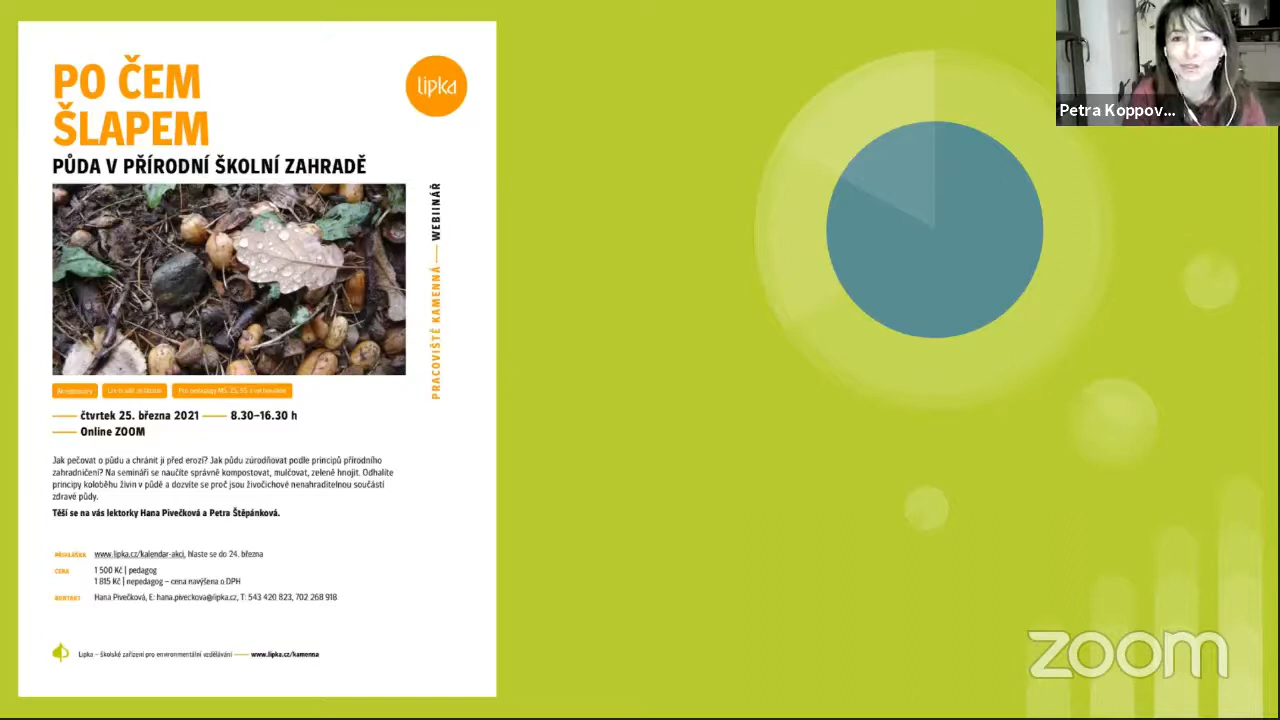 PO ČEM
ŠLAPEM
lipka
PŮDA V PŘÍRODNÍ ŠKOLNÍ ZAHRADĚ
PRACOVIŠTĚ KAMENNÁ — WEBINÁŘ
čtvrtek 25. března 2021 — 8.30–16.30 h
Online ZOOM
Jak pečovat o půdu a chránit ji před erozí? Jak půdu zúrodňovat podle principů přírodního
zahradničení? Na semináři se naučíte správně kompostovat, mulčovat, zeleně hnojit. Odhalíte
principy koloběhu živin v půdě a dozvíte se proč jsou živočichové nenahraditelnou součástí
zdravé půdy.
Těší se na vás lektorky Hana Pivečková a Petra Štěpánková.
PŘIHLÁŠKA www.lipka.cz/kalendar-akci, hlaste se do 24. března
CENA 1 500 Kč | pedagog
1 815 Kč | nepedagog – cena navýšena o DPH
KONTAKT Hana Pivečková, E: hana.piveckova@lipka.cz, T: 543 420 823, 702 268 918
Lipka – školské zařízení pro environmentální vzdělávání — www.lipka.cz/kamenna
Petra Koppov...
zoom